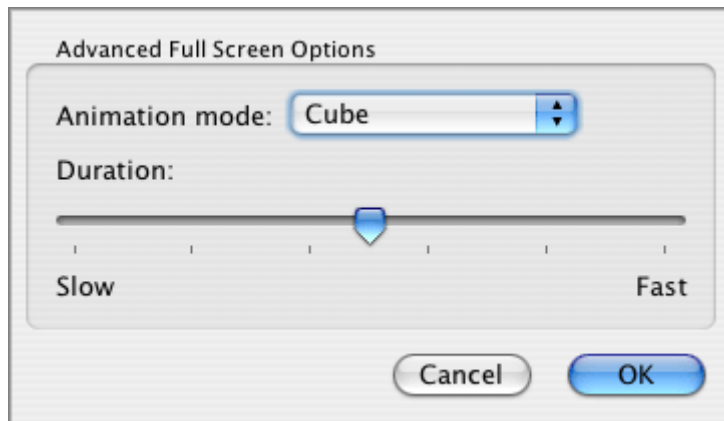 Advanced Full Screen Options
Animation mode: Cube
Duration:
Slow Fast
Cancel OK